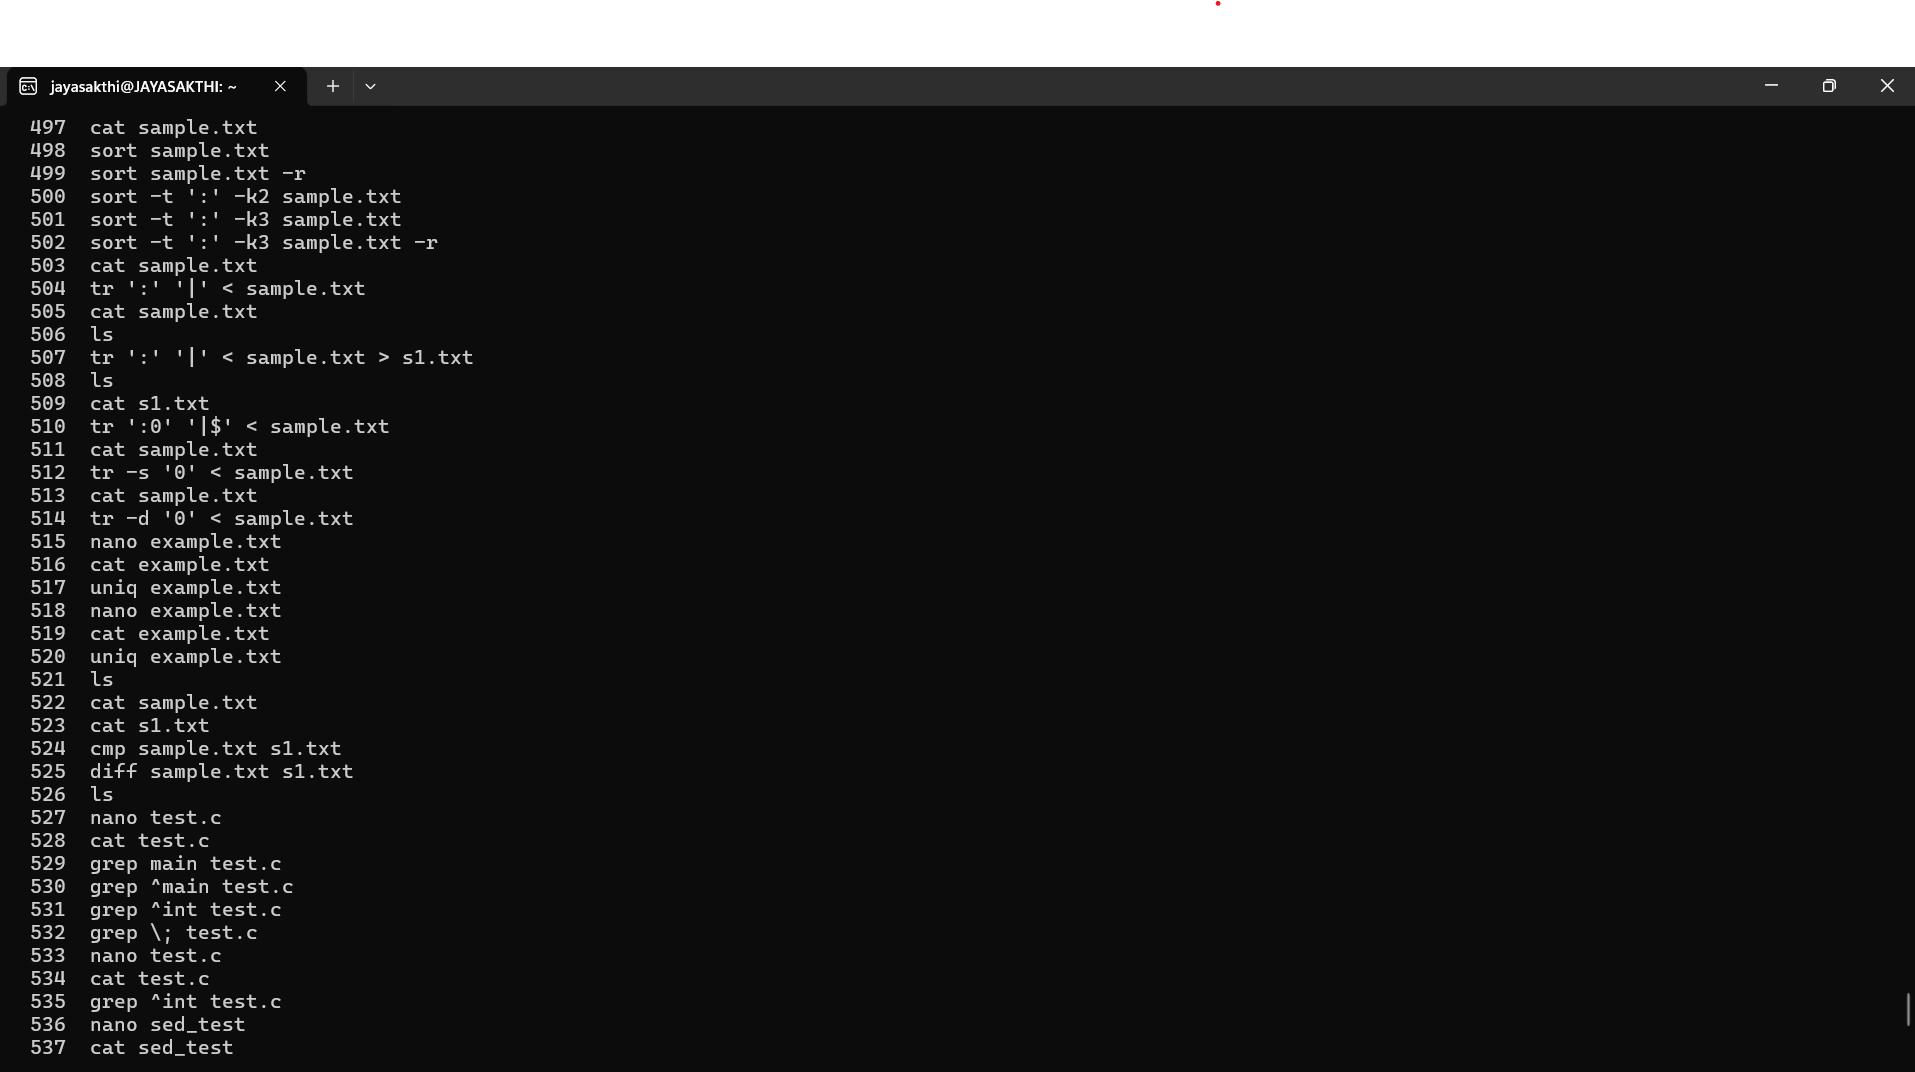 jayasakthi@JAYASAKTHI: ~
497 cat sample.txt
498 sort sample.txt
499 sort sample.txt -r
500 sort -t ':' -k2 sample.txt
501 sort -t ':' -k3 sample.txt
502 sort -t ':' -k3 sample.txt -r
503 cat sample.txt
504 tr ':' '|' < sample.txt
505 cat sample.txt
506 ls
507 tr ':' '|' < sample.txt > s1.txt
508 ls
509 cat s1.txt
510 tr ':0' '|$' < sample.txt
511 cat sample.txt
512 tr -s '0' < sample.txt
513 cat sample.txt
514 tr -d '0' < sample.txt
515 nano example.txt
516 cat example.txt
517 uniq example.txt
518 nano example.txt
519 cat example.txt
520 uniq example.txt
521 ls
522 cat sample.txt
523 cat s1.txt
524 cmp sample.txt s1.txt
525 diff sample.txt s1.txt
526 ls
527 nano test.c
528 cat test.c
529 grep main test.c
530 grep ^main test.c
531 grep ^int test.c
532 grep \; test.c
533 nano test.c
534 cat test.c
535 grep ^int test.c
536 nano sed_test
537 cat sed_test